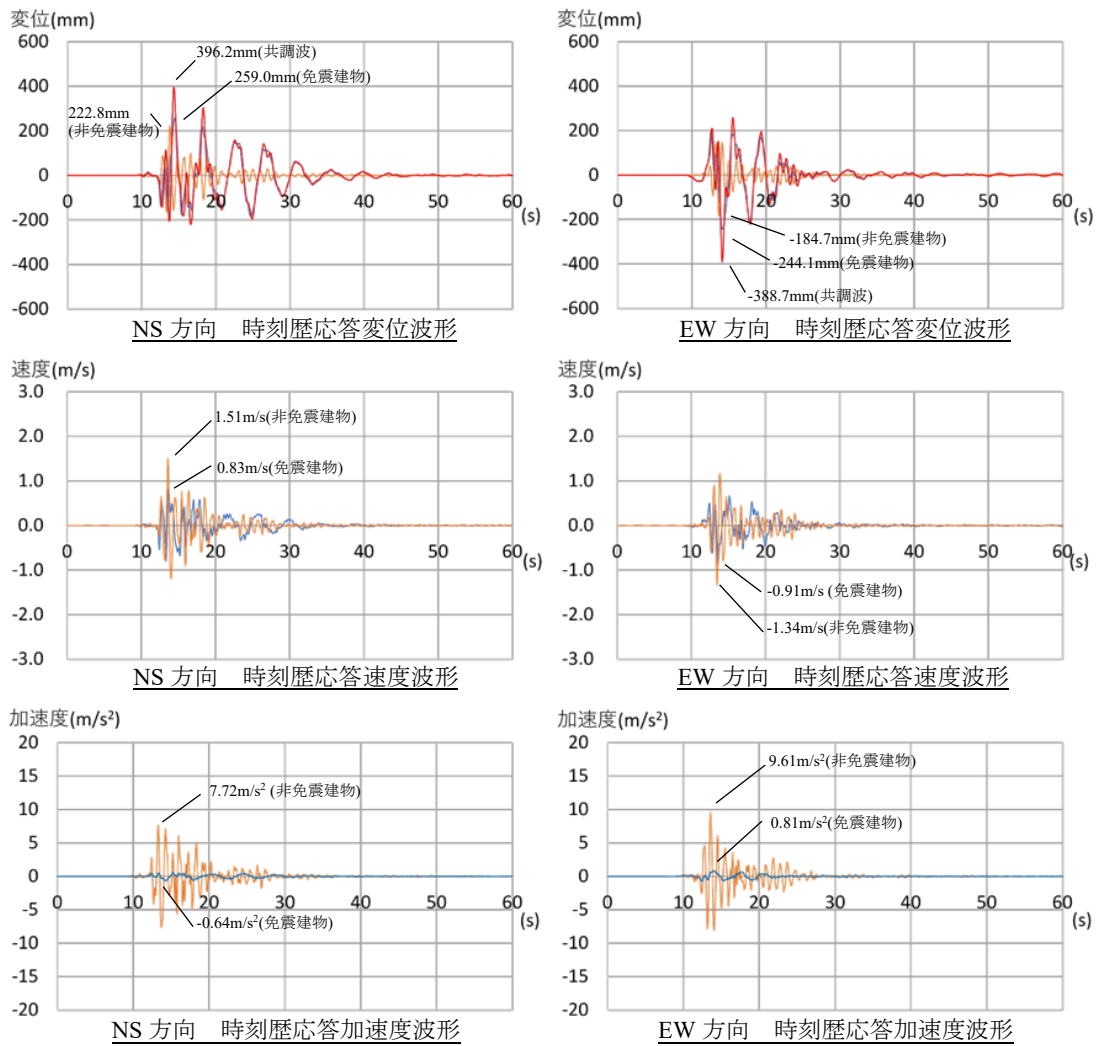 変位(mm)
600
400
200
0
-200
-400
-600
0 10 20 30 40 50 60
(s)
396.2mm(共調波)
259.0mm(免震建物)
222.8mm
(非免震建物)
NS 方向 時刻歴応答変位波形
変位(mm)
600
400
200
0
-200
-400
-600
0 10 20 30 40 50 60
(s)
-184.7mm(非免震建物)
-244.1mm(免震建物)
-388.7mm(共調波)
EW 方向 時刻歴応答変位波形
速度(m/s)
3.0
2.0
1.0
0.0
-1.0
-2.0
-3.0
0 10 20 30 40 50 60
(s)
1.51m/s(非免震建物)
0.83m/s(免震建物)
NS 方向 時刻歴応答速度波形
速度(m/s)
3.0
2.0
1.0
0.0
-1.0
-2.0
-3.0
0 10 20 30 40 50 60
(s)
-0.91m/s (免震建物)
-1.34m/s(非免震建物)
EW 方向 時刻歴応答速度波形
加速度(m/s²)
20
15
10
5
0
-5
-10
-15
-20
0 10 20 30 40 50 60
(s)
7.72m/s² (非免震建物)
-0.64m/s²(免震建物)
NS 方向 時刻歴応答加速度波形
加速度(m/s²)
20
15
10
5
0
-5
-10
-15
-20
0 10 20 30 40 50 60
(s)
9.61m/s²(非免震建物)
0.81m/s²(免震建物)
EW 方向 時刻歴応答加速度波形